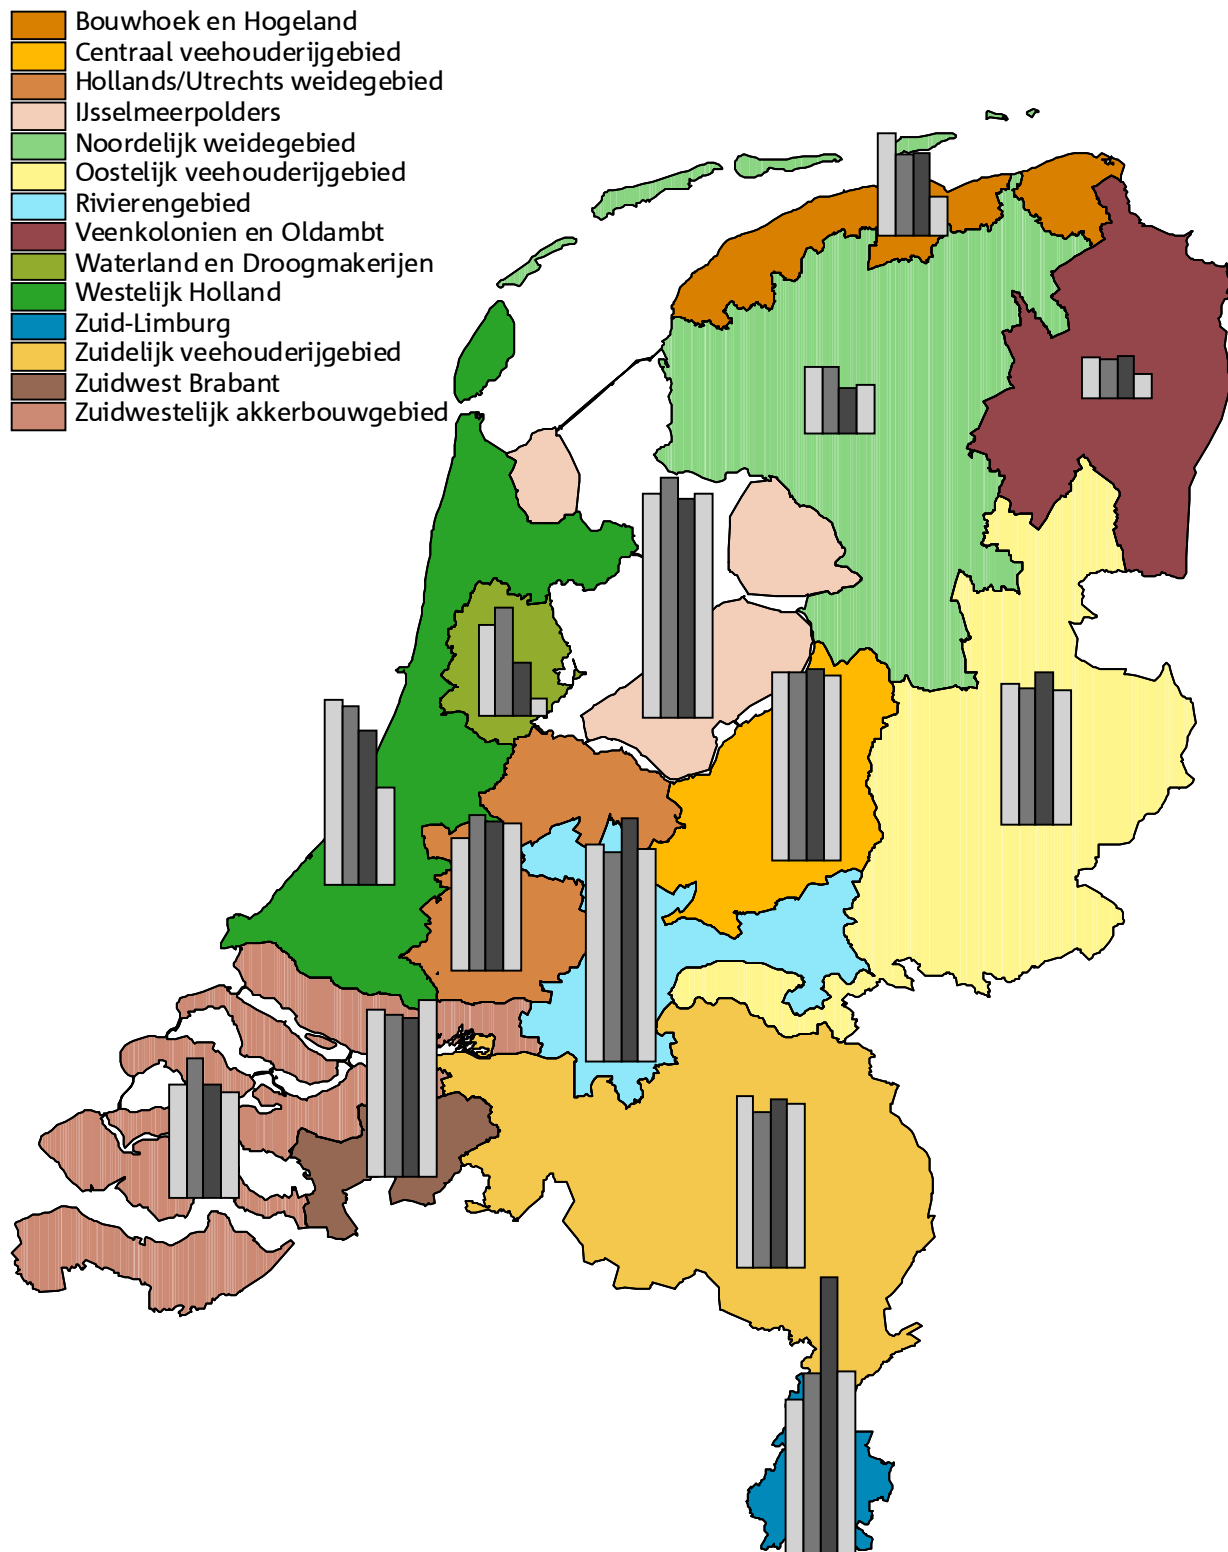 Bouwhoek en Hogeland
Centraal veehouderijgebied
Hollands/Utrechts weidegebied
IJsselmeerpolders
Noordelijk weidegebied
Oostelijk veehouderijgebied
Rivierengebied
Veenkolonien en Oldambt
Waterland en Droogmakerijen
Westelijk Holland
Zuid-Limburg
Zuidelijk veehouderijgebied
Zuidwest Brabant
Zuidwestelijk akkerbouwgebied